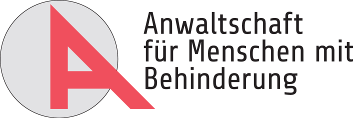 Anwaltschaft
für Menschen mit
Behinderung